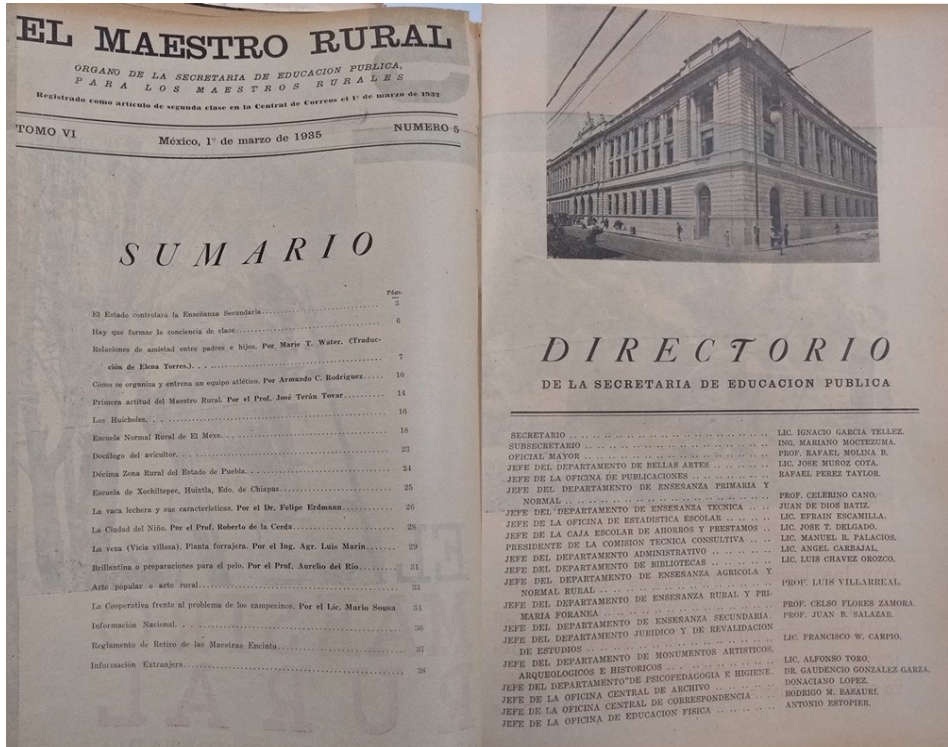 EL MAESTRO RURAL
ORGANO DE LA SECRETARIA DE EDUCACION PUBLICA,
PARA LOS MAESTROS RURALES
Registrado como artículo de segunda clase en la Central de Correos el 1º de marzo de 1932
TOMO VI México, 1º de marzo de 1935 NUMERO 5
SUMARIO
Págs.
El Estado controlará la Enseñanza Secundaria 3
Hay que formar la conciencia de clase 6
Relaciones de amistad entre padres e hijos. Por Marie T. Water. (Traduc-
ción de Elena Torres.) 7
Cómo se organiza y entrena un equipo atlético. Por Armando C. Rodríguez 10
Primera actitud del Maestro Rural. Por el Prof. José Terán Tovar 14
Los Huicholes 16
Escuela Normal Rural de El Mexe 18
Decálogo del avicultor 23
Décima Zona Rural del Estado de Puebla 24
Escuela de Xochiltepec, Huixtla, Edo. de Chiapas 25
La vaca lechera y sus características. Por el Dr. Felipe Erdmann 26
La Ciudad del Niño. Por el Prof. Roberto de la Cerda 28
La vesa (Vicia villosa). Planta forrajera. Por el Ing. Agr. Luis Marín 29
Brillantina o preparaciones para el pelo. Por el Prof. Aurelio del Río 31
Arte popular o arte rural
La Cooperativa frente al problema de los campesinos. Por el Lic. Mario Sousa 34
Información Nacional 36
Reglamento de Retiro de las Maestras Encinta 37
Información Extranjera 38
DIRECTORIO
DE LA SECRETARIA DE EDUCACION PUBLICA
SECRETARIO LIC. IGNACIO GARCIA TELLEZ.
SUBSECRETARIO ING. MARIANO MOCTEZUMA.
OFICIAL MAYOR PROF. RAFAEL MOLINA B.
JEFE DEL DEPARTAMENTO DE BELLAS ARTES LIC. JOSE MUÑOZ COTA.
JEFE DE LA OFICINA DE PUBLICACIONES RAFAEL PEREZ TAYLOR.
JEFE DEL DEPARTAMENTO DE ENSEÑANZA PRIMARIA Y
NORMAL PROF. CELERINO CANO.
JEFE DEL DEPARTAMENTO DE ENSEÑANZA TECNICA JUAN DE DIOS BATIZ.
JEFE DE LA OFICINA DE ESTADISTICA ESCOLAR LIC. EFRAIN ESCAMILLA.
JEFE DE LA CAJA ESCOLAR DE AHORROS Y PRESTAMOS LIC. JOSE T. DELGADO.
PRESIDENTE DE LA COMISION TECNICA CONSULTIVA LIC. MANUEL R. PALACIOS.
JEFE DEL DEPARTAMENTO ADMINISTRATIVO LIC. ANGEL CARBAJAL.
JEFE DEL DEPARTAMENTO DE BIBLIOTECAS LIC. LUIS CHAVEZ OROZCO.
JEFE DEL DEPARTAMENTO DE ENSEÑANZA AGRICOLA Y
NORMAL RURAL PROF. LUIS VILLARREAL.
JEFE DEL DEPARTAMENTO DE ENSEÑANZA RURAL Y PRI-
MARIA FORANEA PROF. CELSO FLORES ZAMORA.
JEFE DEL DEPARTAMENTO DE ENSEÑANZA SECUNDARIA. PROF. JUAN B. SALAZAR.
JEFE DEL DEPARTAMENTO JURIDICO Y DE REVALIDACION
DE ESTUDIOS LIC. FRANCISCO W. CARPIO.
JEFE DEL DEPARTAMENTO DE MONUMENTOS ARTISTICOS,
ARQUEOLOGICOS E HISTORICOS LIC. ALFONSO TORO.
JEFE DEL DEPARTAMENTO DE PSICOPEDAGOGIA E HIGIENE. DR. GAUDENCIO GONZALEZ GARZA.
JEFE DE LA OFICINA CENTRAL DE ARCHIVO DONACIANO LOPEZ.
JEFE DE LA OFICINA CENTRAL DE CORRESPONDENCIA RODRIGO M. BASAURI.
JEFE DE LA OFICINA DE EDUCACION FISICA ANTONIO ESTOPIER.